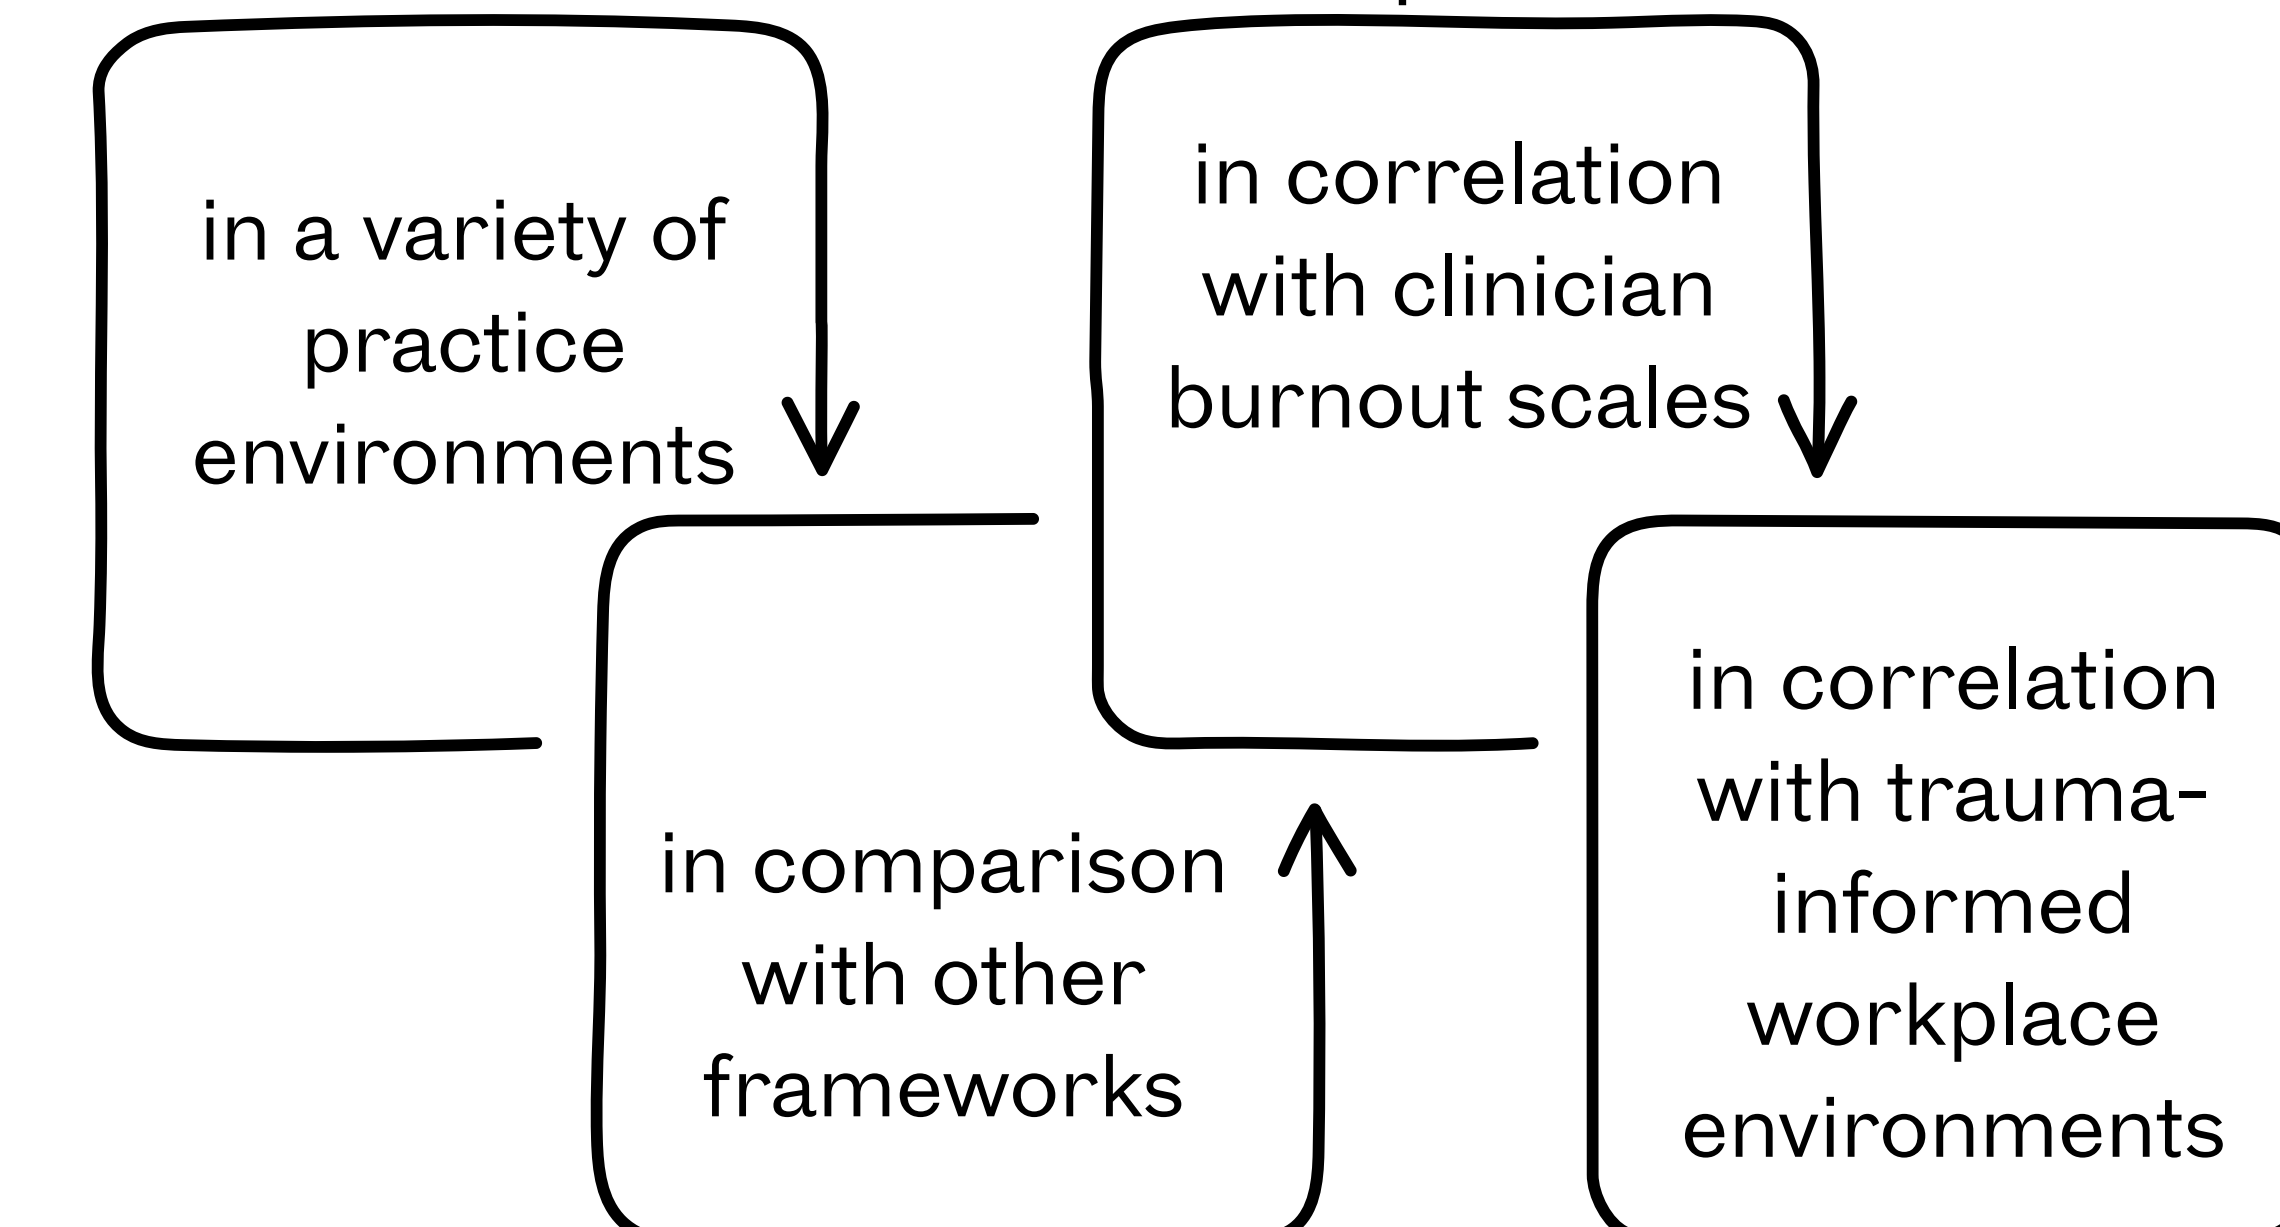 in a variety of
practice
environments
in comparison
with other
frameworks
in correlation
with clinician
burnout scales
in correlation
with trauma-
informed
workplace
environments